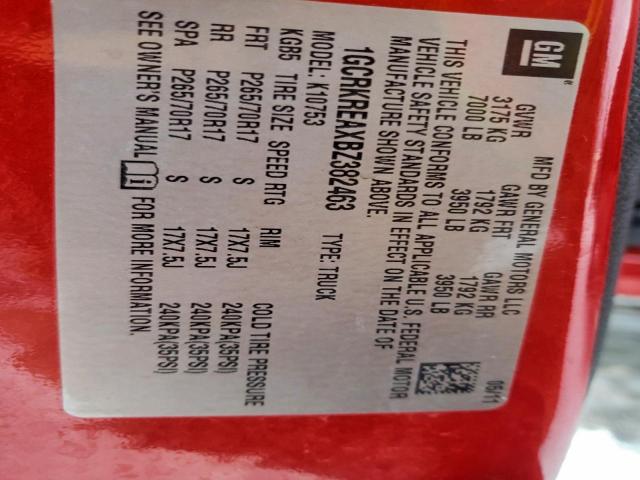 GM
MFD BY GENERAL MOTORS LLC 05/11
GVWR GAWR FRT GAWR RR
3175 KG 1792 KG 1792 KG
7000 LB 3950 LB 3950 LB
THIS VEHICLE CONFORMS TO ALL APPLICABLE U.S. FEDERAL MOTOR
VEHICLE SAFETY STANDARDS IN EFFECT ON THE DATE OF
MANUFACTURE SHOWN ABOVE.
1GCRKREAXBZ382463 TYPE: TRUCK
MODEL: K10753
KGB5 TIRE SIZE SPEED RTG RIM COLD TIRE PRESSURE
FRT P265/70R17 S 17X7.5J 240KPA(35PSI)
RR P265/70R17 S 17X7.5J 240KPA(35PSI)
SPA P265/70R17 S 17X7.5J 240KPA(35PSI)
SEE OWNER'S MANUAL FOR MORE INFORMATION.